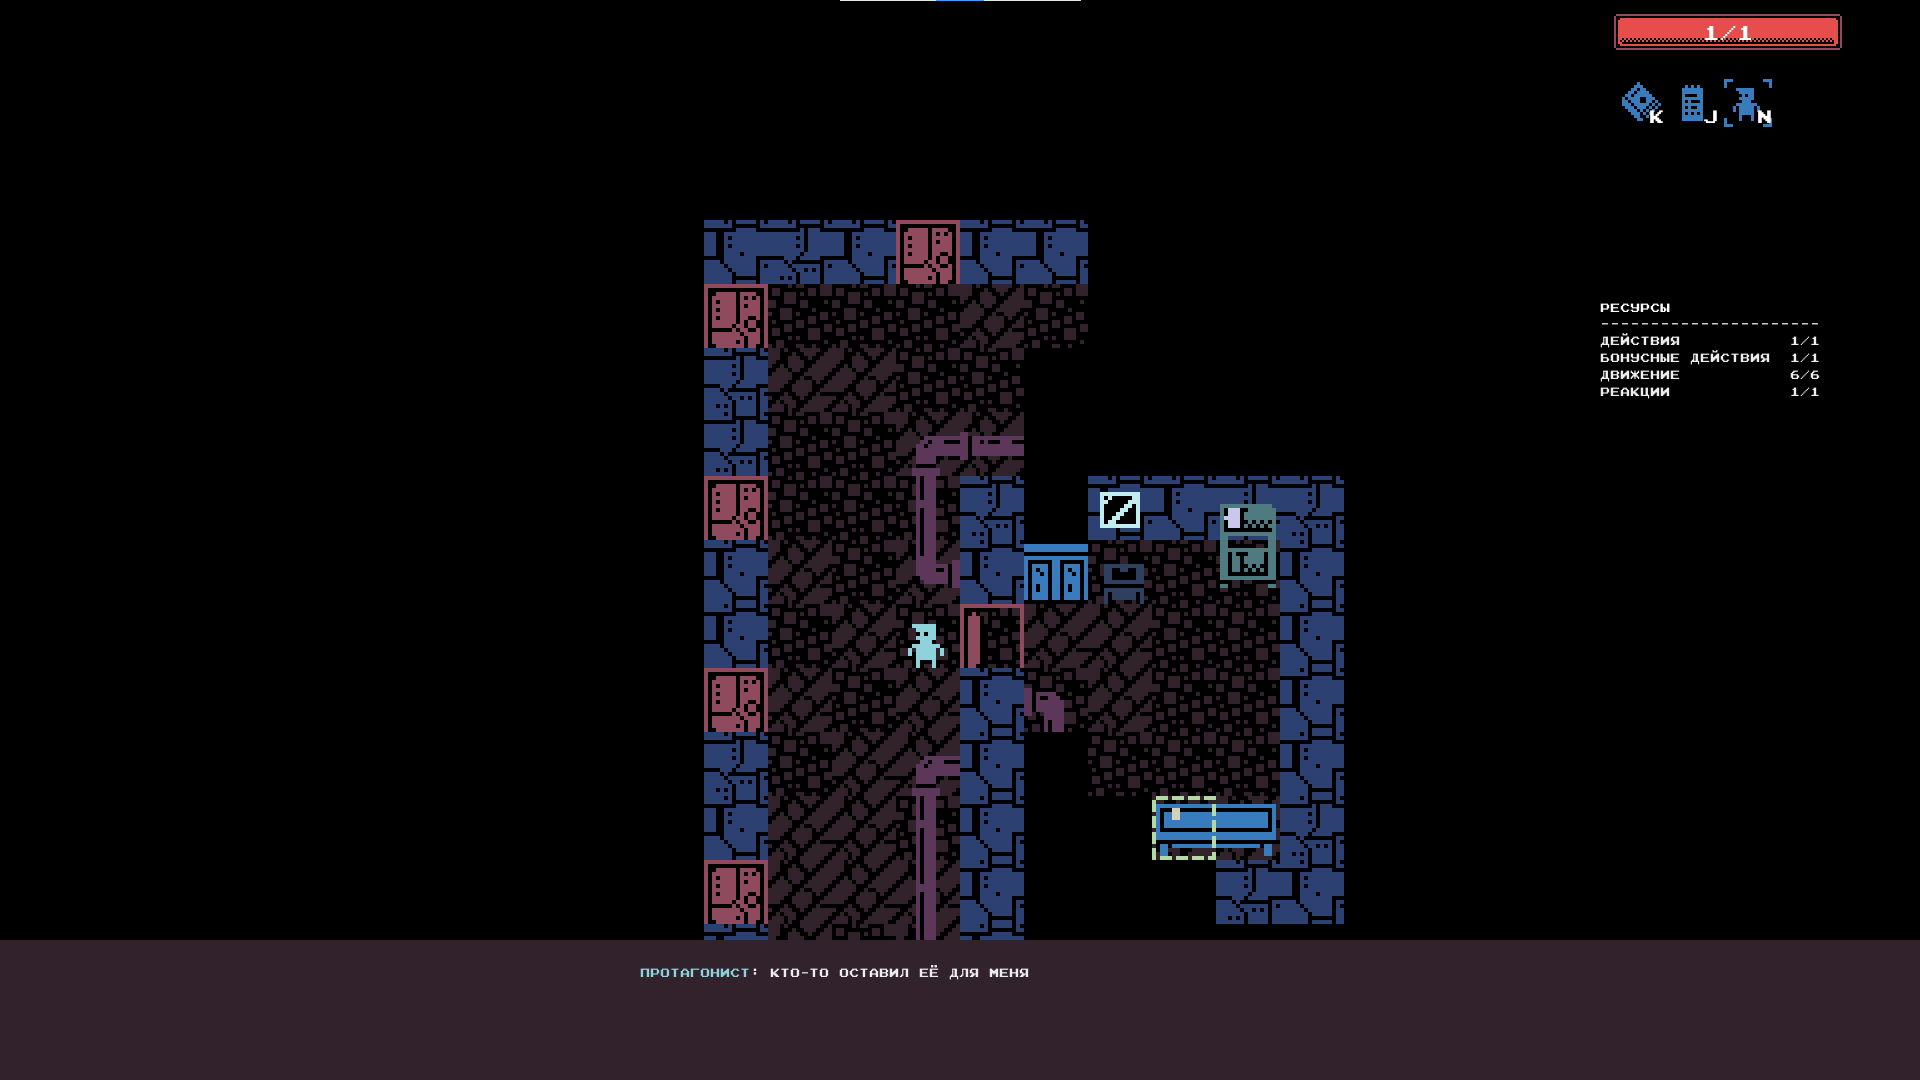 1/1
K J N
РЕСУРСЫ
----------------------
ДЕЙСТВИЯ 1/1
БОНУСНЫЕ ДЕЙСТВИЯ 1/1
ДВИЖЕНИЕ 6/6
РЕАКЦИИ 1/1
ПРОТАГОНИСТ: КТО-ТО ОСТАВИЛ ЕЁ ДЛЯ МЕНЯ